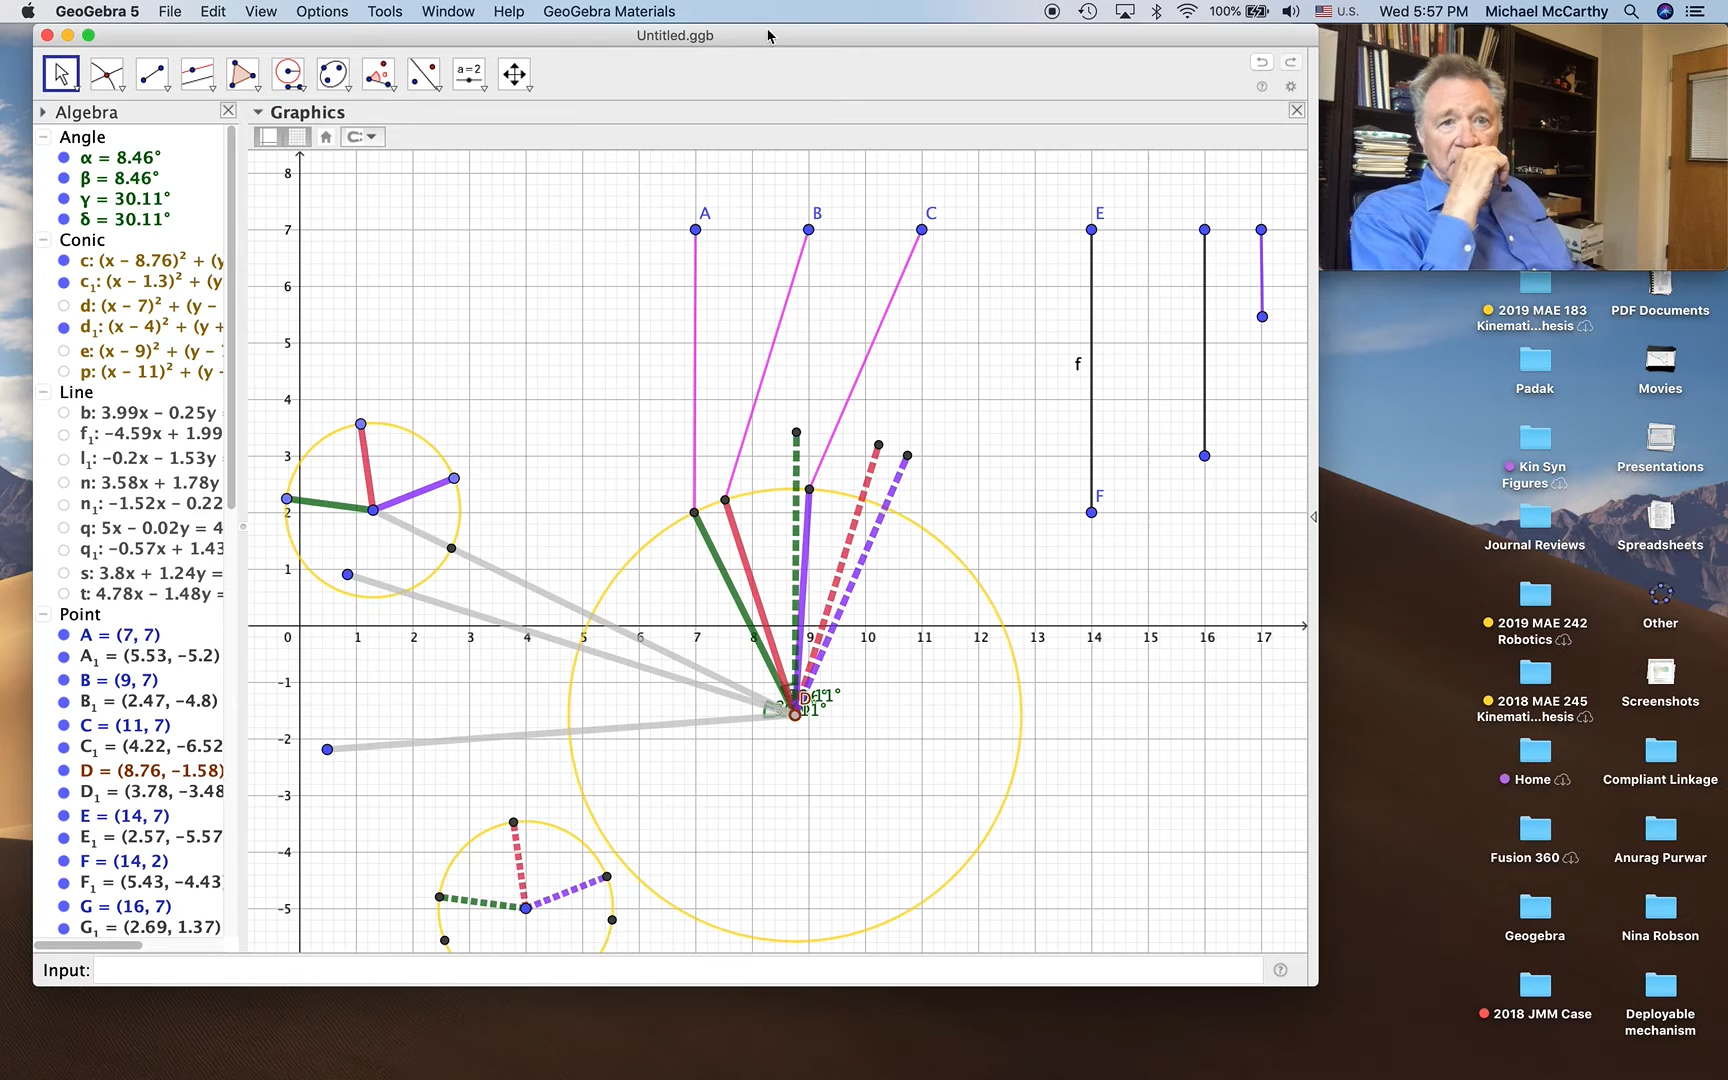 GeoGebra 5 File Edit View Options Tools Window Help GeoGebra Materials 100% U.S. Wed 5:57 PM Michael McCarthy
Untitled.ggb
a=2
Algebra
Graphics
Angle
α = 8.46°
β = 8.46°
γ = 30.11°
δ = 30.11°
Conic
c: (x − 8.76)² + (y
c₁: (x − 1.3)² + (y
d: (x − 7)² + (y −
d₁: (x − 4)² + (y +
e: (x − 9)² + (y −
p: (x − 11)² + (y −
Line
b: 3.99x − 0.25y
f₁: −4.59x + 1.99
l₁: −0.2x − 1.53y
n: 3.58x + 1.78y
n₁: −1.52x − 0.22
q: 5x − 0.02y = 4
q₁: −0.57x + 1.43
s: 3.8x + 1.24y =
t: 4.78x − 1.48y =
Point
A = (7, 7)
A₁ = (5.53, −5.2)
B = (9, 7)
B₁ = (2.47, −4.8)
C = (11, 7)
C₁ = (4.22, −6.52
D = (8.76, −1.58)
D₁ = (3.78, −3.48
E = (14, 7)
E₁ = (2.57, −5.57
F = (14, 2)
F₁ = (5.43, −4.43
G = (16, 7)
G₁ = (2.69, 1.37)
8
7
6
5
4
3
2
1
0 1 2 3 4 5 6 7 8 9 10 11 12 13 14 15 16 17
−1
−2
−3
−4
−5
A
B
C
E
f
F
D
Input:
2019 MAE 183
Kinemati...hesis
PDF Documents
Padak
Movies
Kin Syn
Figures
Presentations
Journal Reviews
Spreadsheets
2019 MAE 242
Robotics
Other
2018 MAE 245
Kinemati...hesis
Screenshots
Home
Compliant Linkage
Fusion 360
Anurag Purwar
Geogebra
Nina Robson
2018 JMM Case
Deployable
mechanism